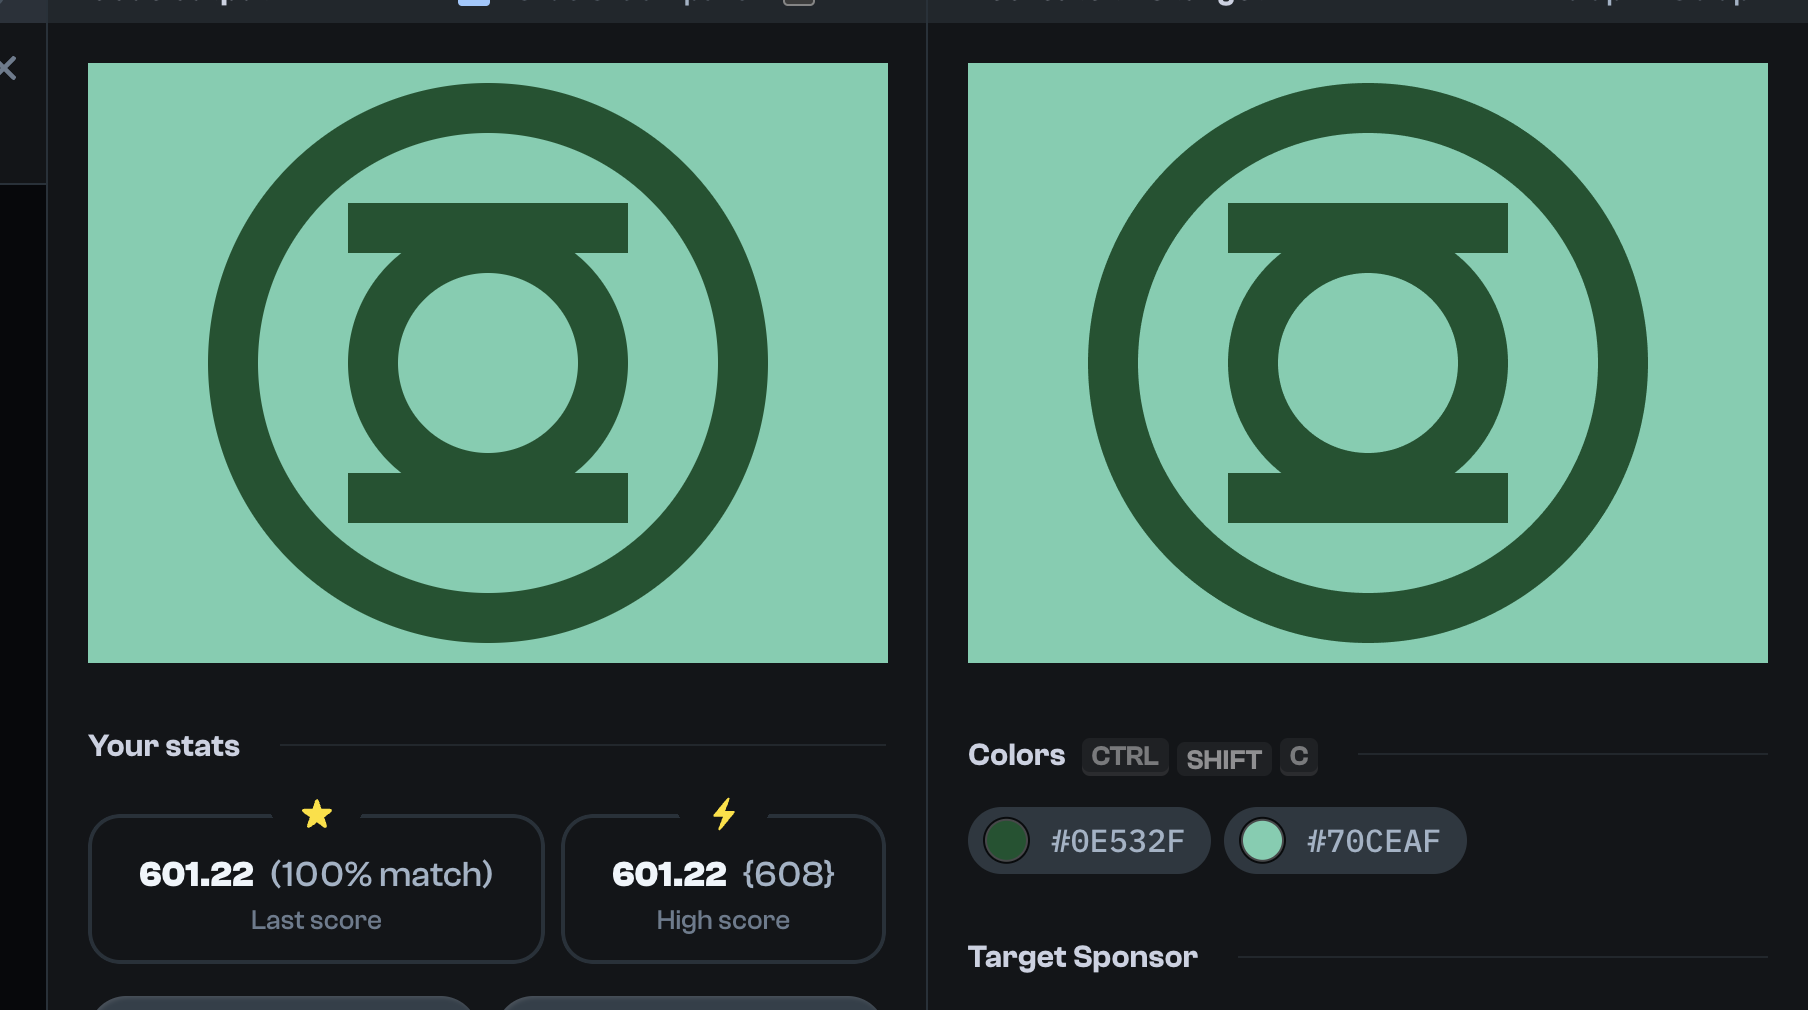 Your stats
601.22 (100% match)
Last score
601.22 {608}
High score
Colors CTRL SHIFT C
#0E532F #70CEAF
Target Sponsor